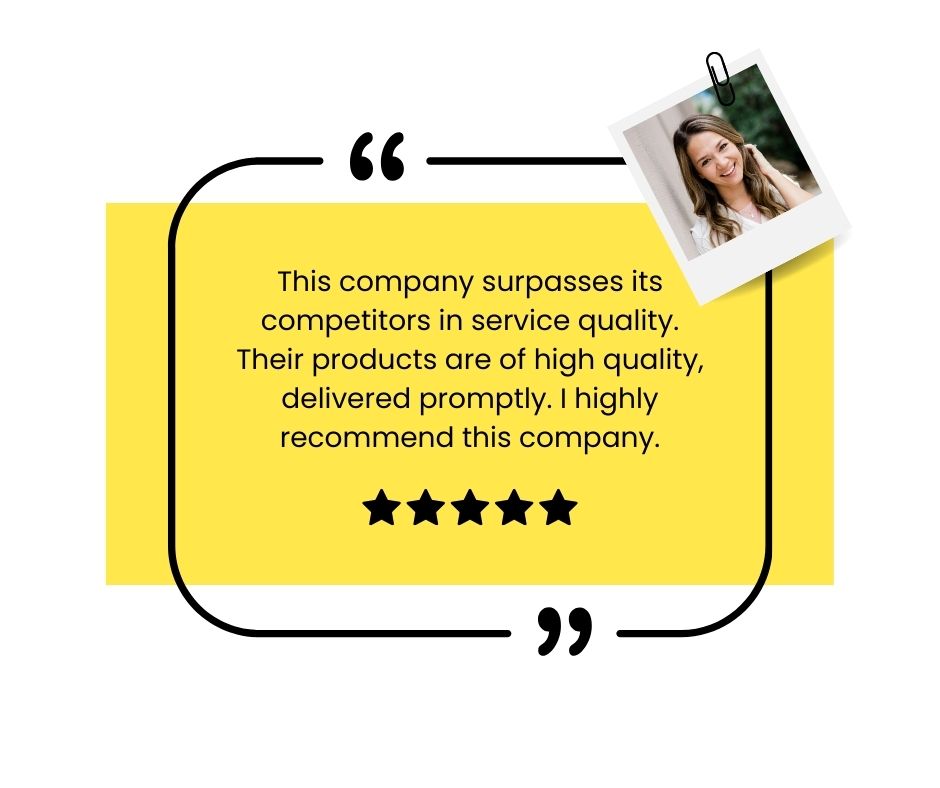 This company surpasses its
competitors in service quality.
Their products are of high quality,
delivered promptly. I highly
recommend this company.